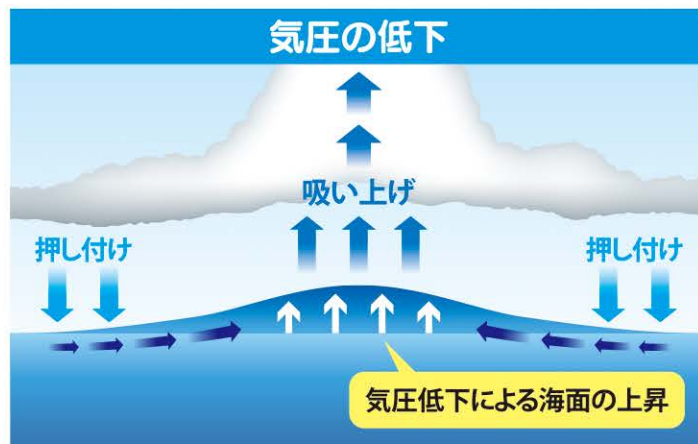 気圧の低下
吸い上げ
押し付け
押し付け
気圧低下による海面の上昇